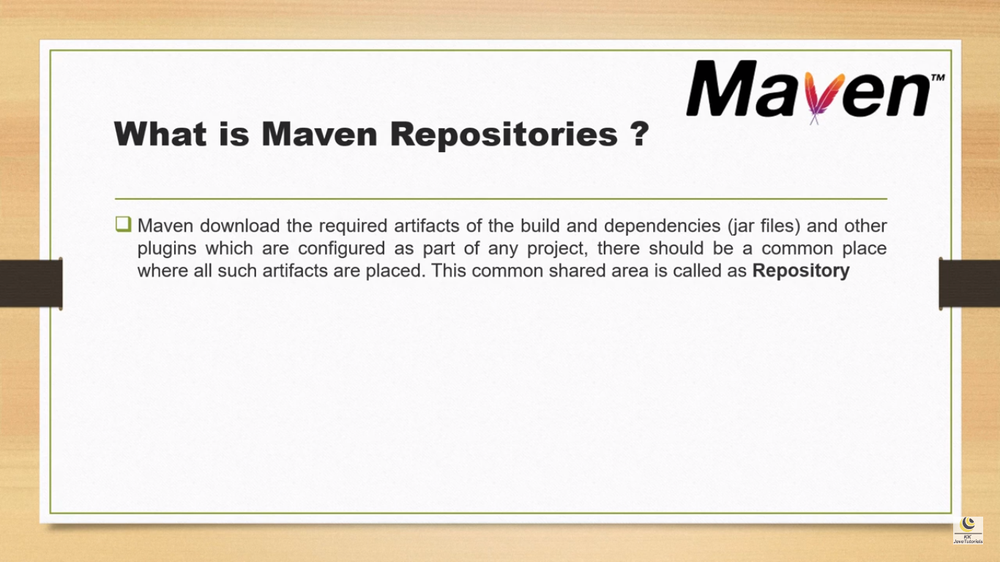 Maven™
What is Maven Repositories ?
Maven download the required artifacts of the build and dependencies (jar files) and other
plugins which are configured as part of any project, there should be a common place
where all such artifacts are placed. This common shared area is called as Repository
KK
JavaTutorials